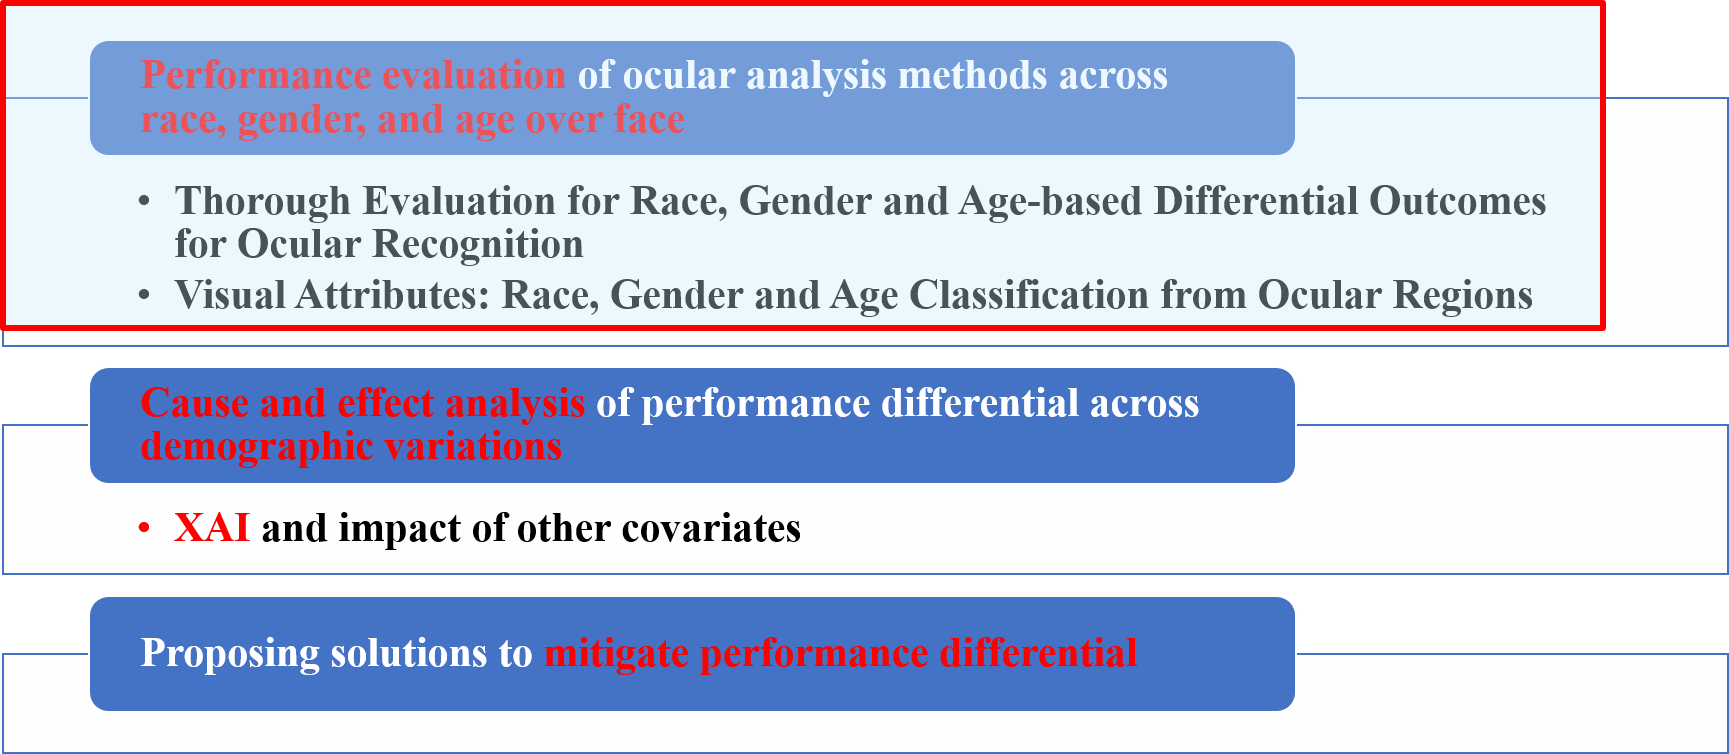 Performance evaluation of ocular analysis methods across
race, gender, and age over face
• Thorough Evaluation for Race, Gender and Age-based Differential Outcomes
for Ocular Recognition
• Visual Attributes: Race, Gender and Age Classification from Ocular Regions
Cause and effect analysis of performance differential across
demographic variations
• XAI and impact of other covariates
Proposing solutions to mitigate performance differential